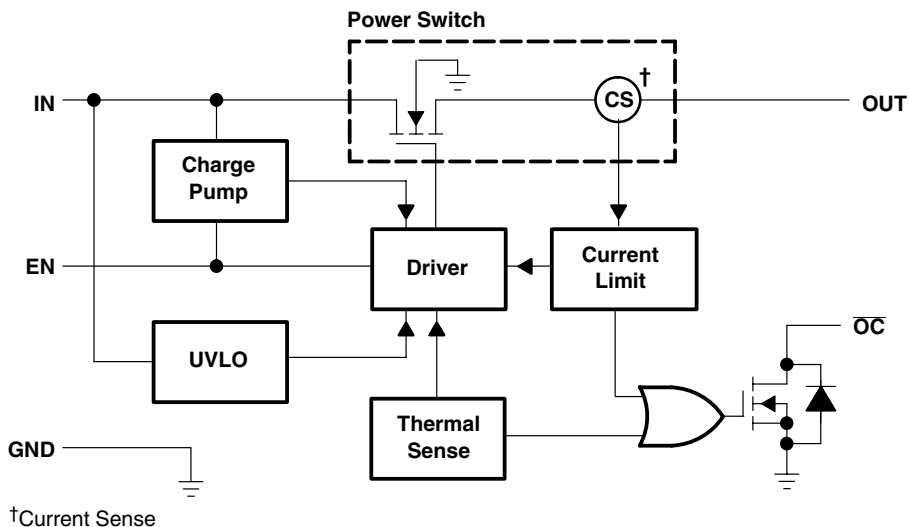 Power Switch
†
IN
CS
OUT
Charge
Pump
EN
Driver
Current
Limit
OC
UVLO
Thermal
Sense
GND
†Current Sense